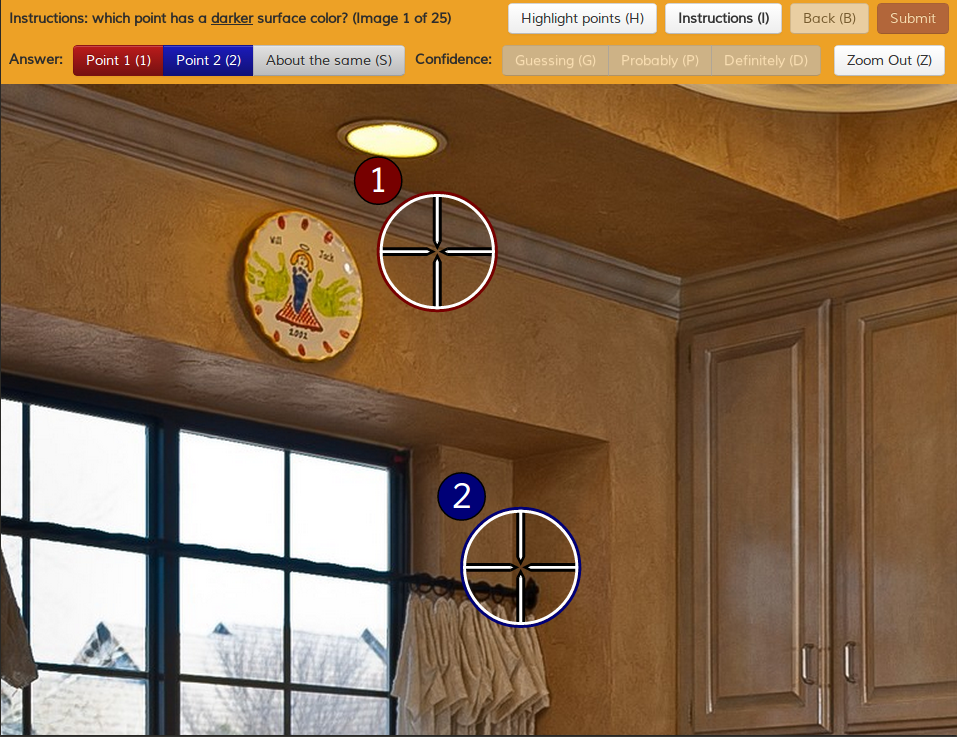 Instructions: which point has a darker surface color? (Image 1 of 25)
Highlight points (H)
Instructions (I)
Back (B)
Submit
Answer:
Point 1 (1)
Point 2 (2)
About the same (S)
Confidence:
Guessing (G)
Probably (P)
Definitely (D)
Zoom Out (Z)
1
Will
Jack
2002
2